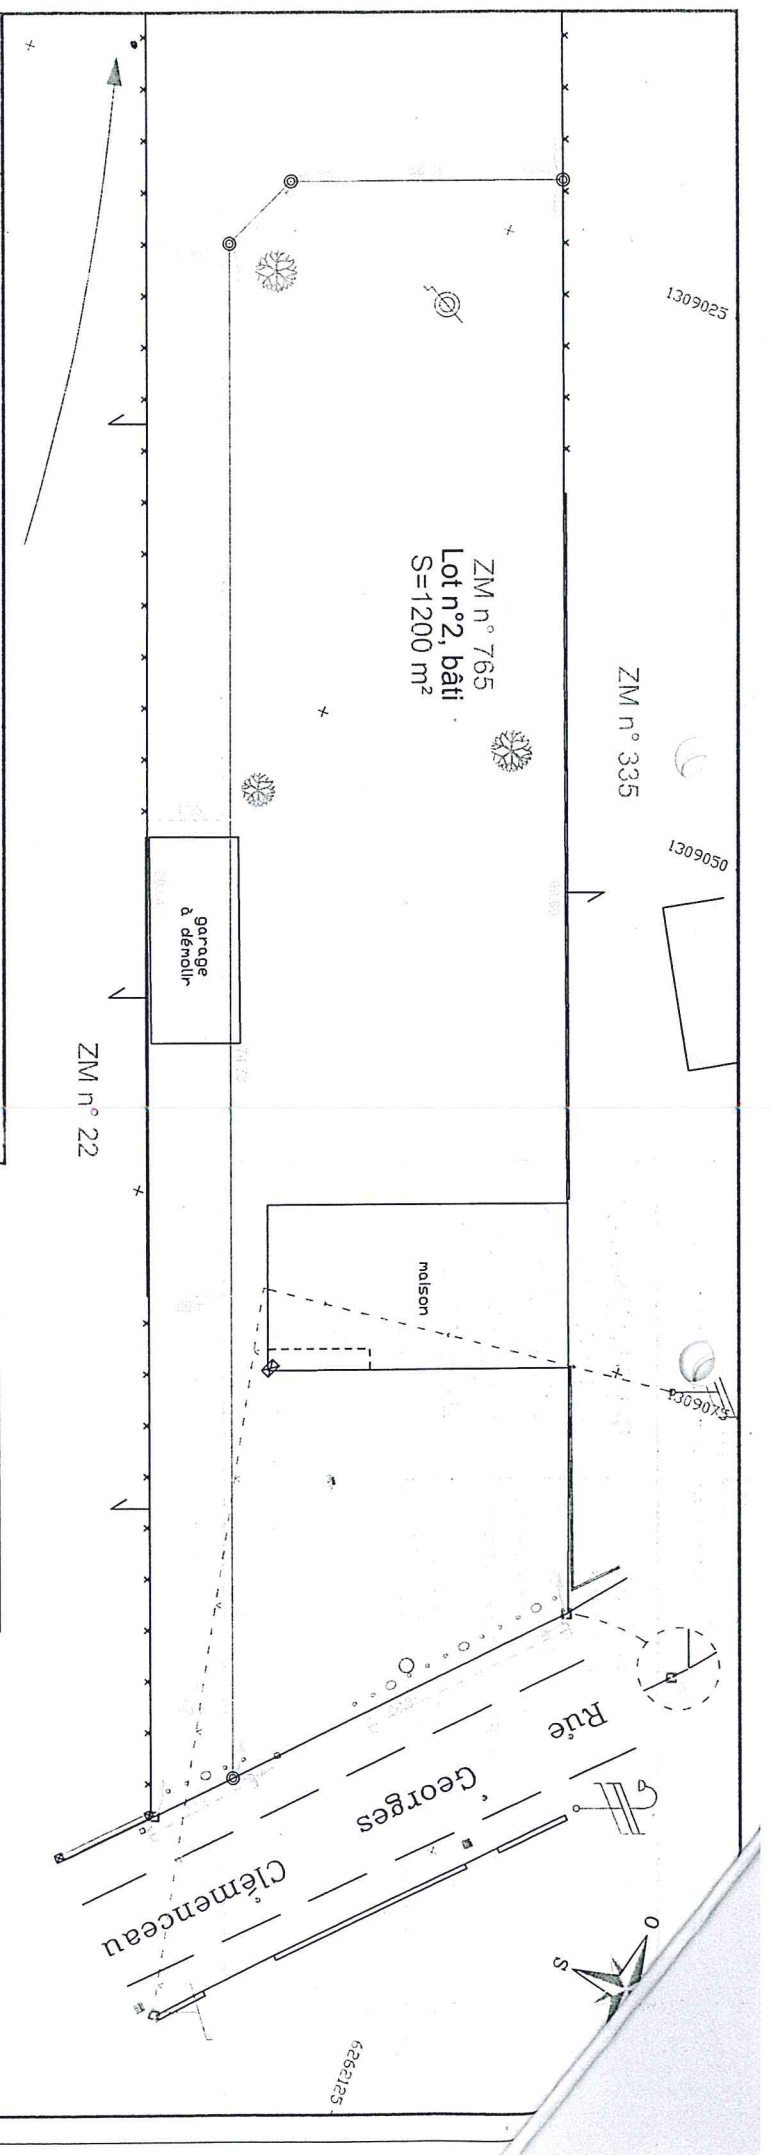 1309025
ZM n° 765
Lot n°2, bâti
S=1200 m²
ZM n° 335
1309050
garage
à démolir
ZM n° 22
maison
1309075
Rue
Georges
Clémenceau
O
S
6262125